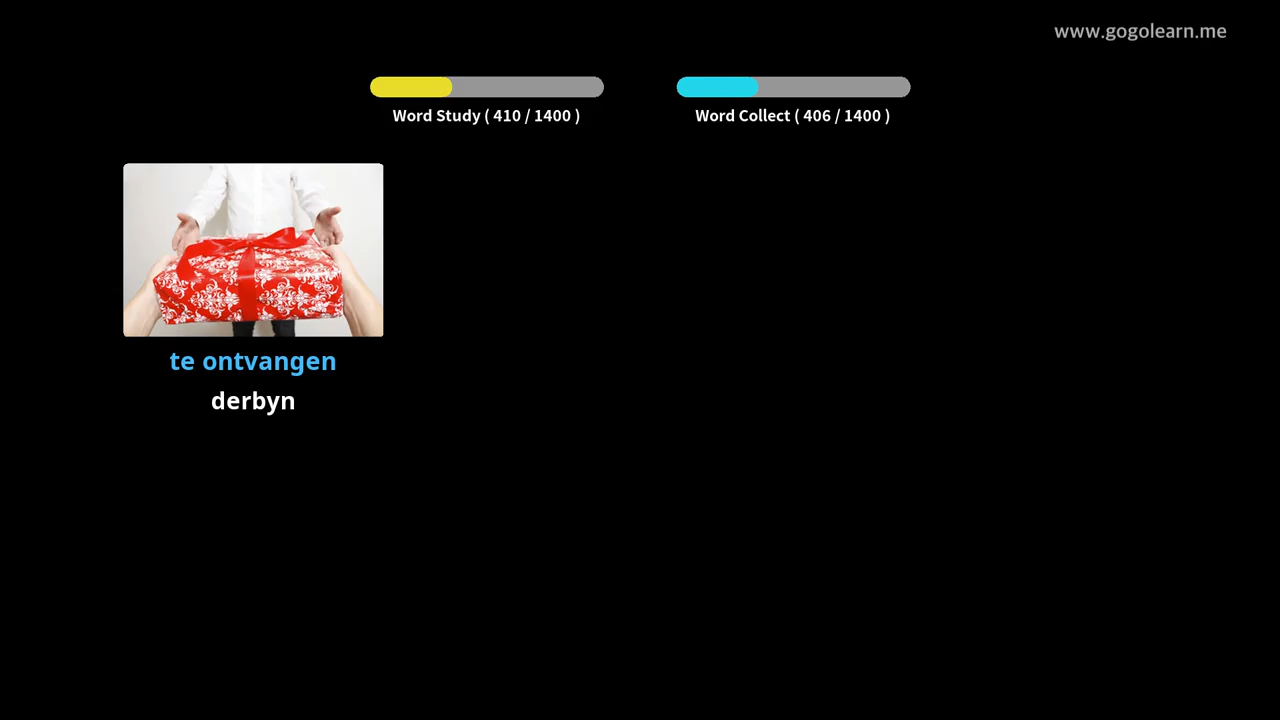 www.gogolearn.me
Word Study ( 410 / 1400 )
Word Collect ( 406 / 1400 )
te ontvangen
derbyn